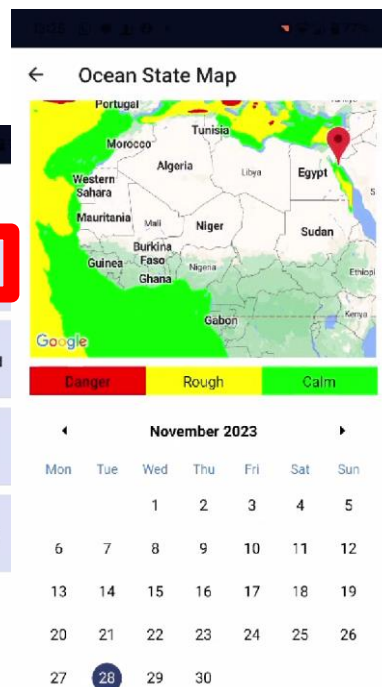 Ocean State Map
Portugal
Tunisia
Morocco
Algeria
Libya
Egypt
Western
Sahara
Mauritania
Mali
Niger
Sudan
Burkina
Faso
Guinea
Nigeria
Ghana
Ethiopi
Gabon
Kenya
Google
Danger Rough Calm
November 2023
Mon Tue Wed Thu Fri Sat Sun
1 2 3 4 5
6 7 8 9 10 11 12
13 14 15 16 17 18 19
20 21 22 23 24 25 26
27 28 29 30